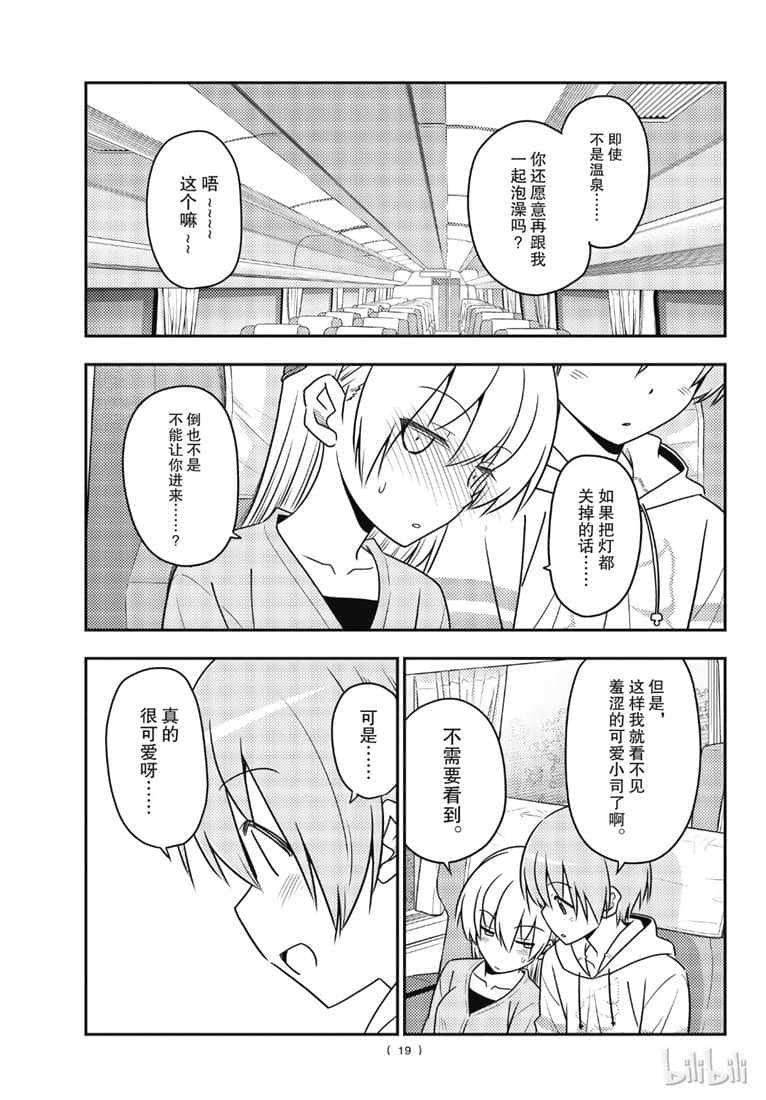 即使
不是温泉……
你还愿意再跟我
一起泡澡吗？
唔~~~~
这个嘛~~
如果把灯都
关掉的话……
倒也不是
不能让你进来……？
但是，
这样我就看不见
羞涩的可爱小司了啊。
不需要看到。
可是……
真的
很可爱呀……
( 19 )
bilibili